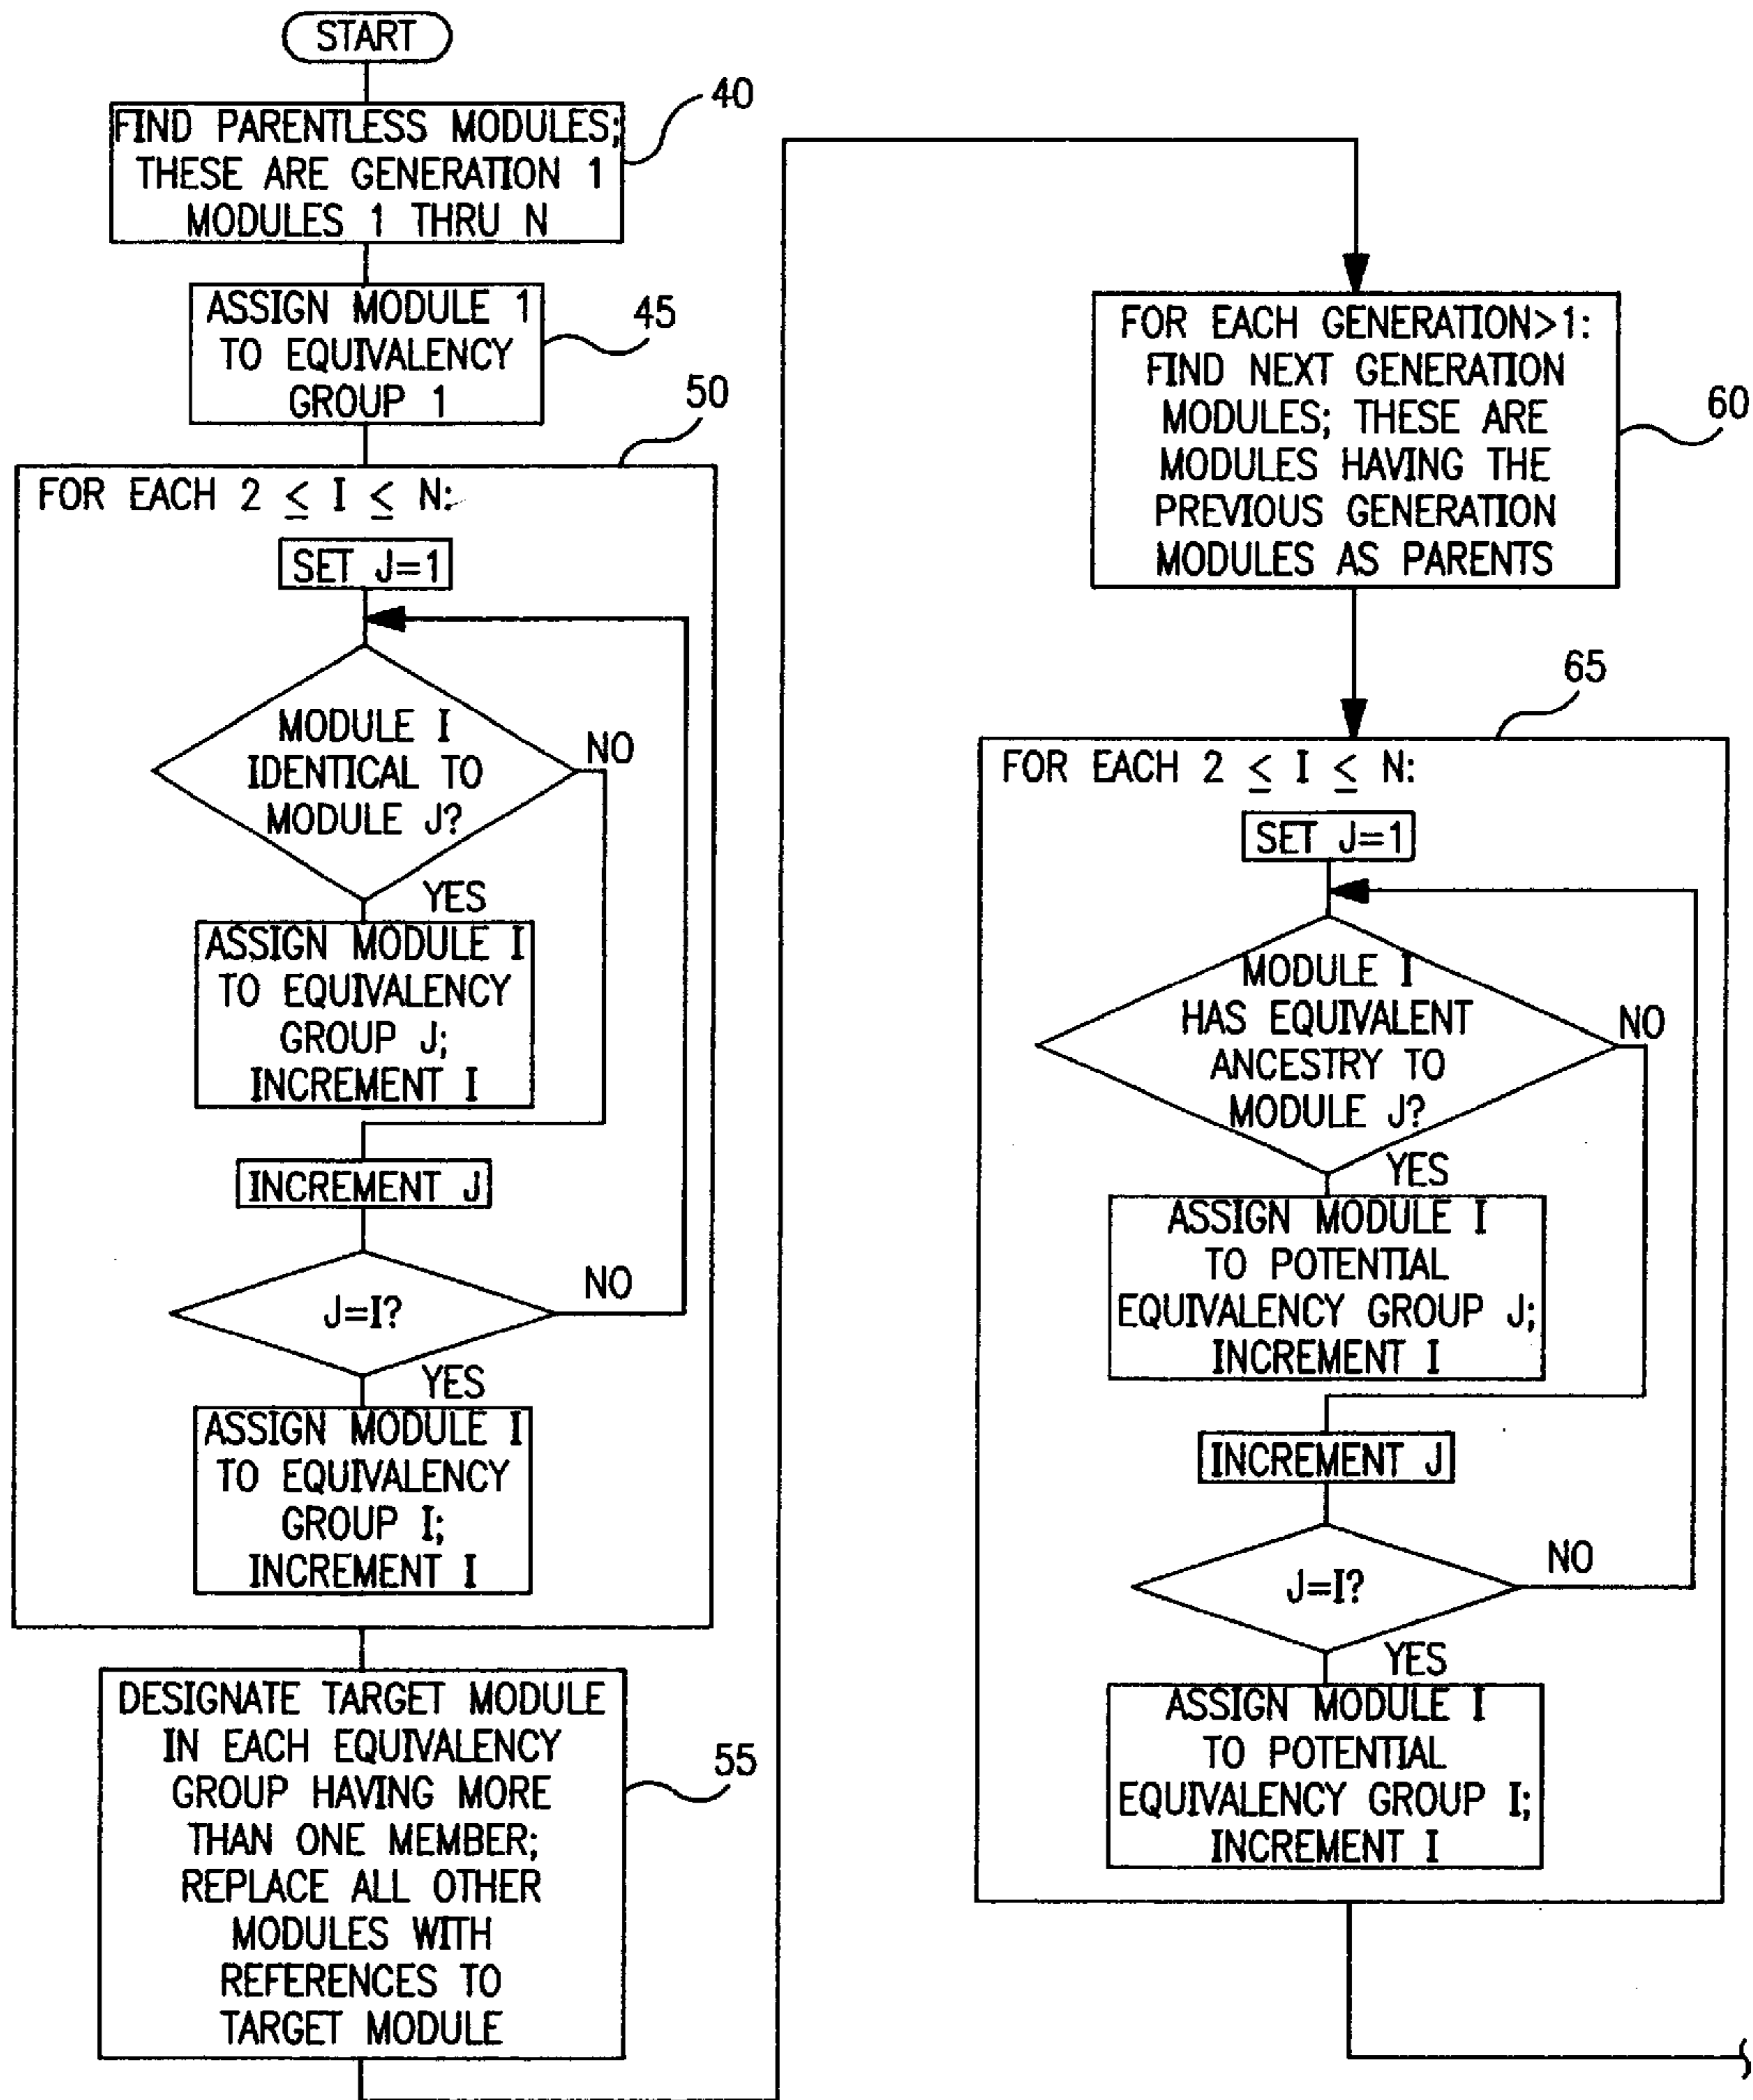 START
40
FIND PARENTLESS MODULES;
THESE ARE GENERATION 1
MODULES 1 THRU N
ASSIGN MODULE 1
TO EQUIVALENCY
GROUP 1
45
50
FOR EACH 2 ≤ I ≤ N:
SET J=1
MODULE I
IDENTICAL TO
MODULE J?
NO
YES
ASSIGN MODULE I
TO EQUIVALENCY
GROUP J;
INCREMENT I
INCREMENT J
J=I?
NO
YES
ASSIGN MODULE I
TO EQUIVALENCY
GROUP I;
INCREMENT I
DESIGNATE TARGET MODULE
IN EACH EQUIVALENCY
GROUP HAVING MORE
THAN ONE MEMBER;
REPLACE ALL OTHER
MODULES WITH
REFERENCES TO
TARGET MODULE
55
FOR EACH GENERATION>1:
FIND NEXT GENERATION
MODULES; THESE ARE
MODULES HAVING THE
PREVIOUS GENERATION
MODULES AS PARENTS
60
65
FOR EACH 2 ≤ I ≤ N:
SET J=1
MODULE I
HAS EQUIVALENT
ANCESTRY TO
MODULE J?
NO
YES
ASSIGN MODULE I
TO POTENTIAL
EQUIVALENCY GROUP J;
INCREMENT I
INCREMENT J
J=I?
NO
YES
ASSIGN MODULE I
TO POTENTIAL
EQUIVALENCY GROUP I;
INCREMENT I